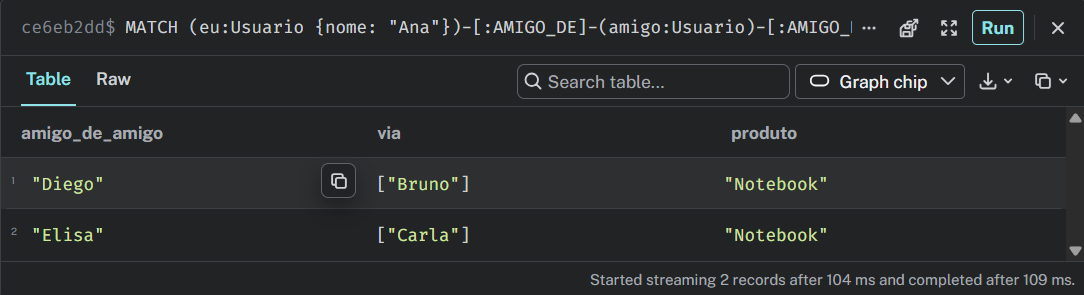 ce6eb2dd$ MATCH (eu:Usuario {nome: "Ana"})-[:AMIGO_DE]-(amigo:Usuario)-[:AMIGO_ ··· Run
Table Raw Search table... Graph chip
amigo_de_amigo via produto
1 "Diego" ["Bruno"] "Notebook"
2 "Elisa" ["Carla"] "Notebook"
Started streaming 2 records after 104 ms and completed after 109 ms.